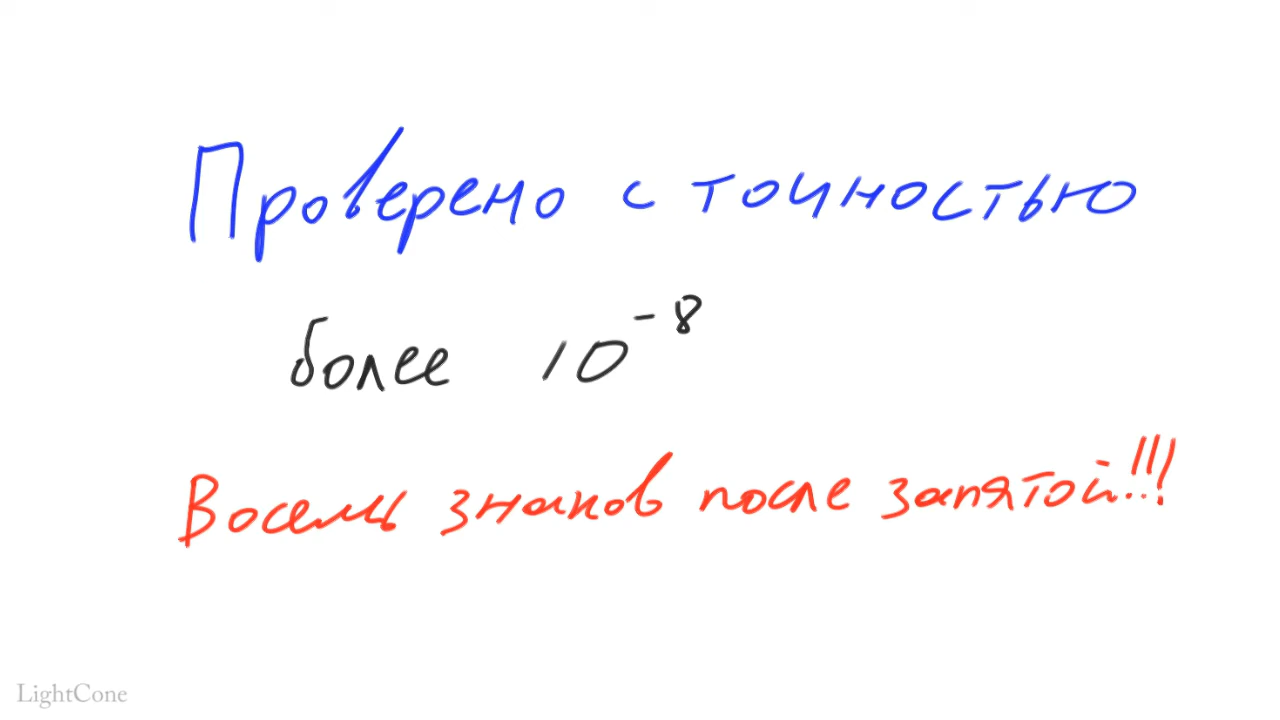 Проверено с точностью
более 10⁻⁸
Восемь знаков после запятой!!!
LightCone